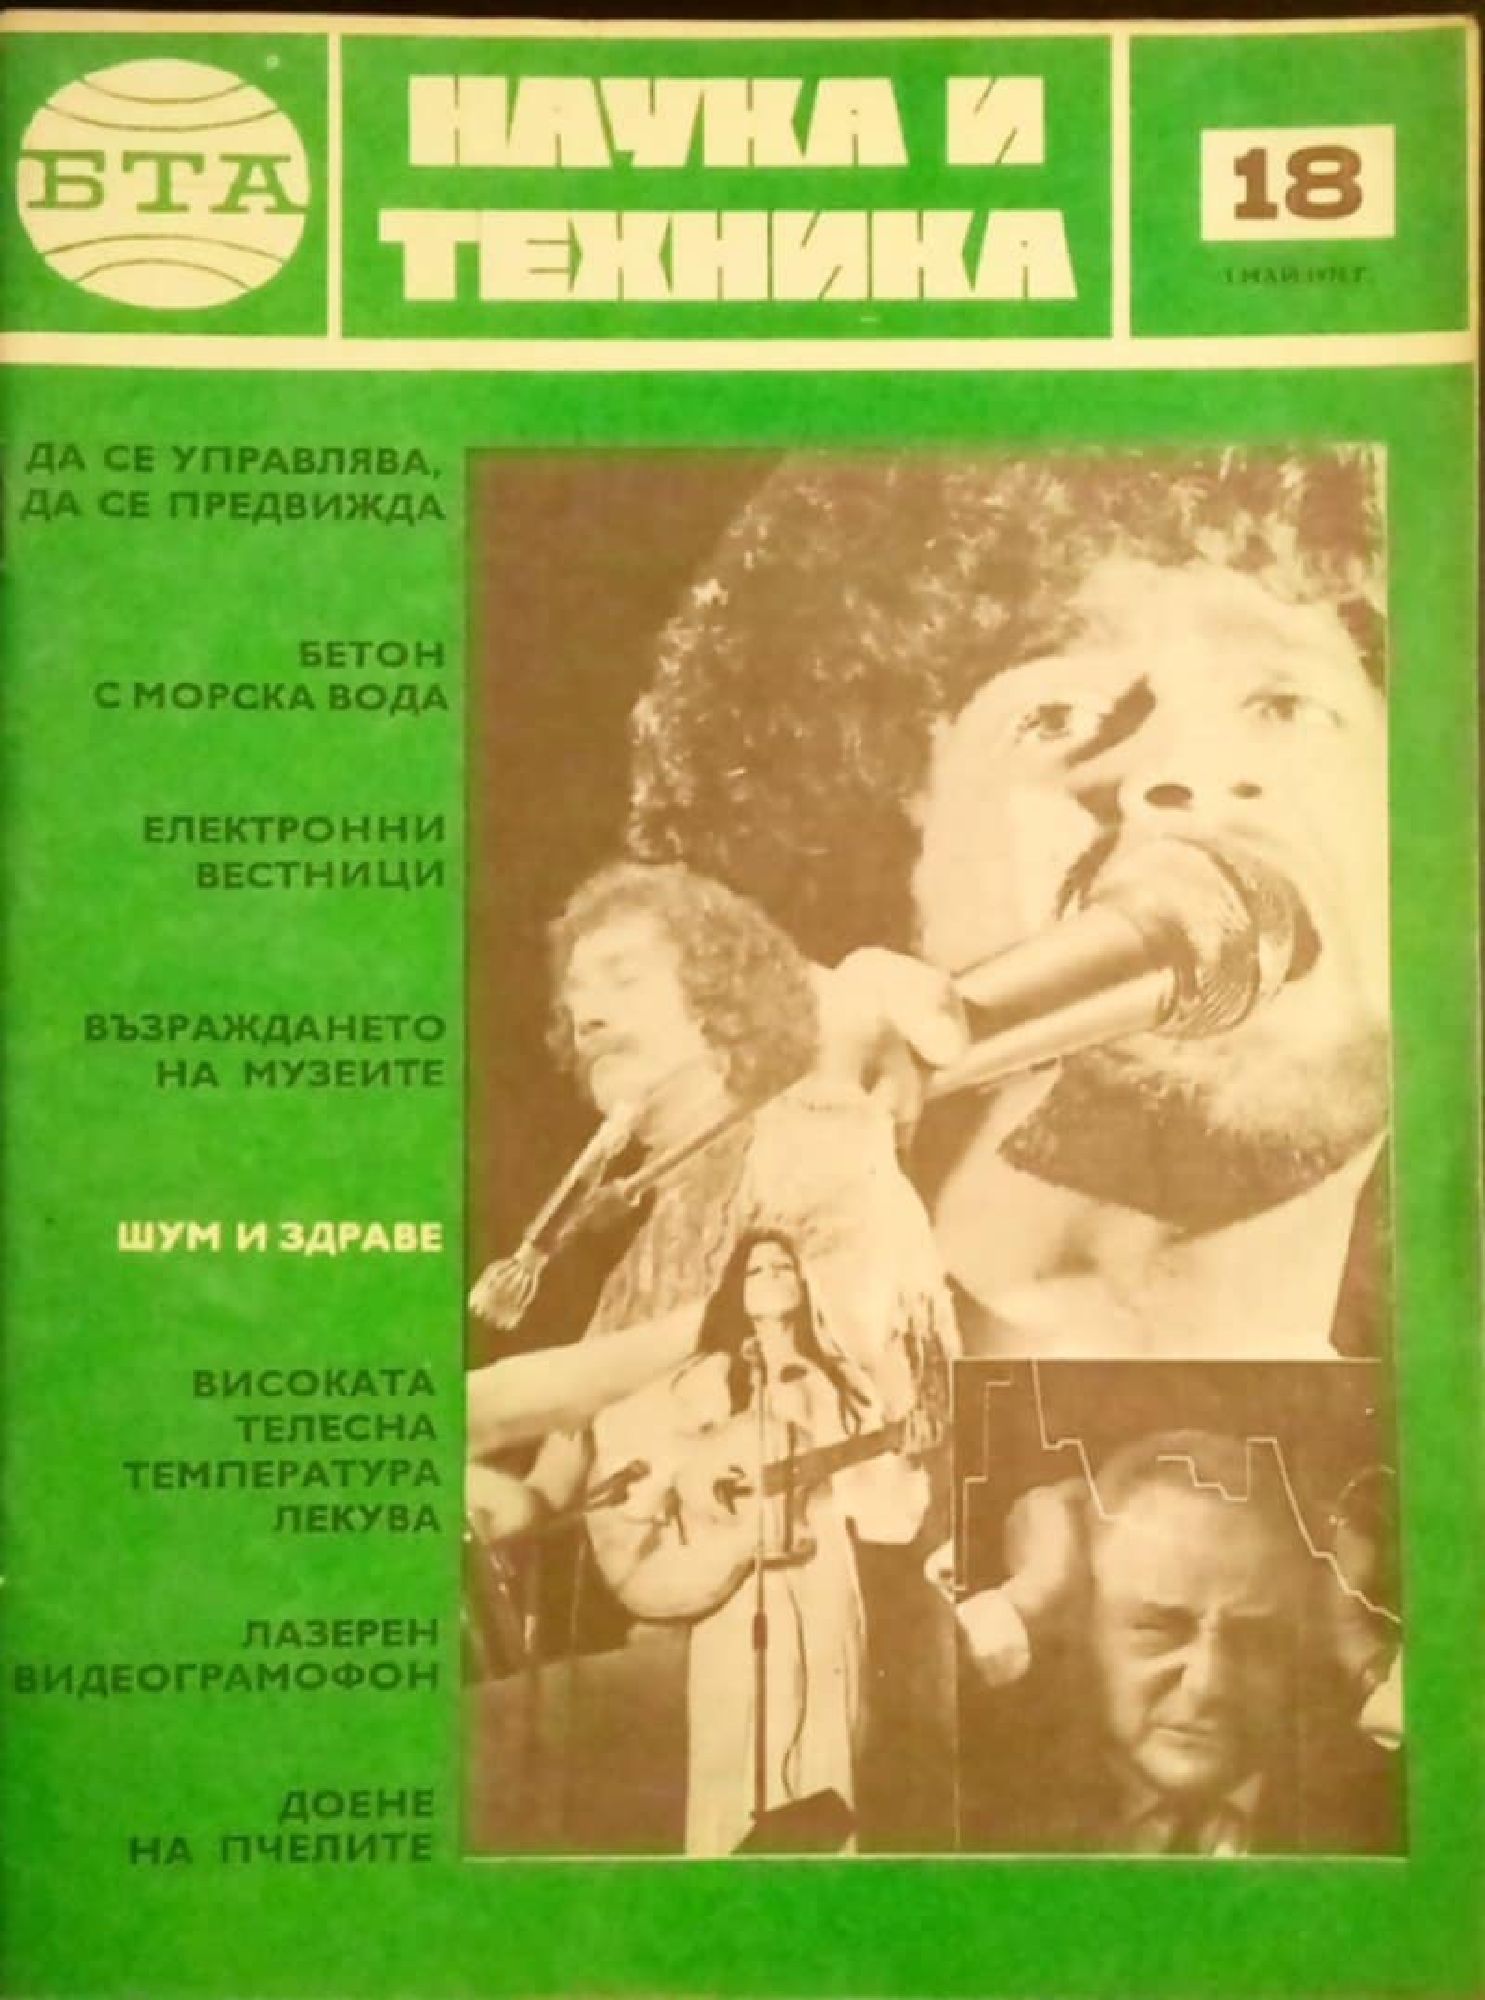 БТА
НАУКА И
ТЕХНИКА
18
МАЙ
ДА СЕ УПРАВЛЯВА,
ДА СЕ ПРЕДВИЖДА
БЕТОН
С МОРСКА ВОДА
ЕЛЕКТРОННИ
ВЕСТНИЦИ
ВЪЗРАЖДАНЕТО
НА МУЗЕИТЕ
ШУМ И ЗДРАВЕ
ВИСОКАТА
ТЕЛЕСНА
ТЕМПЕРАТУРА
ЛЕКУВА
ЛАЗЕРЕН
ВИДЕОГРАМОФОН
ДОЕНЕ
НА ПЧЕЛИТЕ